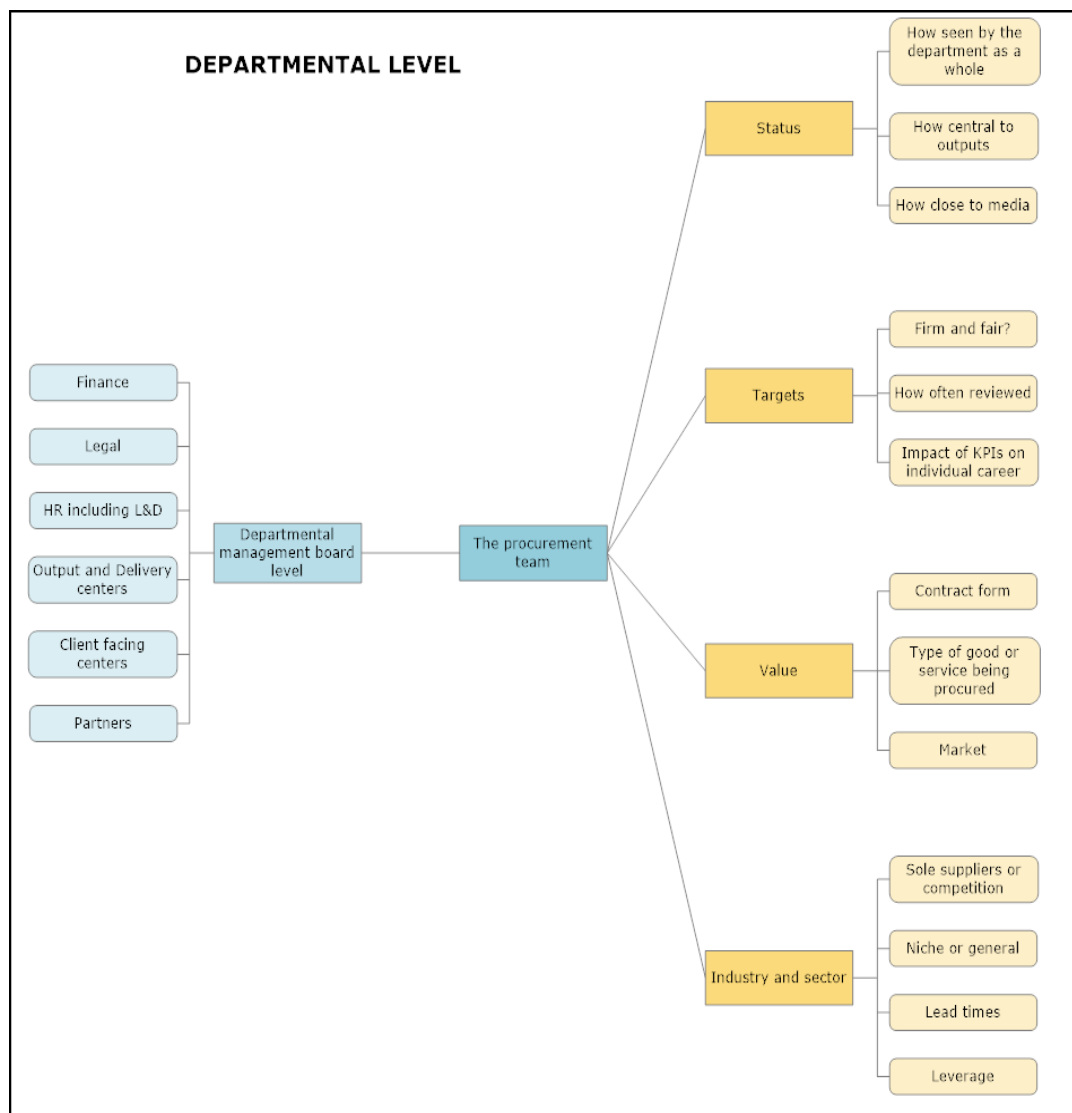 DEPARTMENTAL LEVEL
Finance
Legal
HR including L&D
Output and Delivery
centers
Client facing
centers
Partners
Departmental
management board
level
The procurement
team
Status
How seen by the
department as a
whole
How central to
outputs
How close to media
Targets
Firm and fair?
How often reviewed
Impact of KPIs on
individual career
Value
Contract form
Type of good or
service being
procured
Market
Industry and sector
Sole suppliers or
competition
Niche or general
Lead times
Leverage